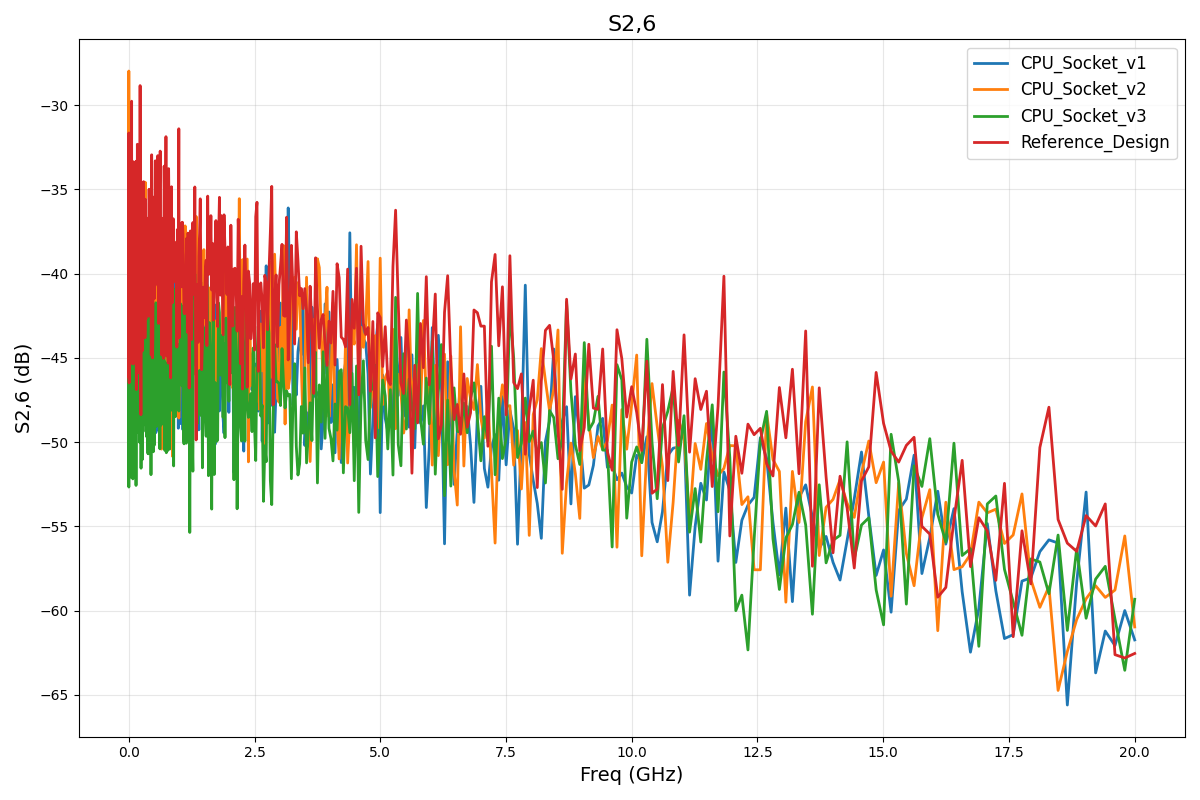 S2,6
CPU_Socket_v1
CPU_Socket_v2
CPU_Socket_v3
Reference_Design
−30
−35
−40
−45
−50
−55
−60
−65
S2,6 (dB)
0.0 2.5 5.0 7.5 10.0 12.5 15.0 17.5 20.0
Freq (GHz)